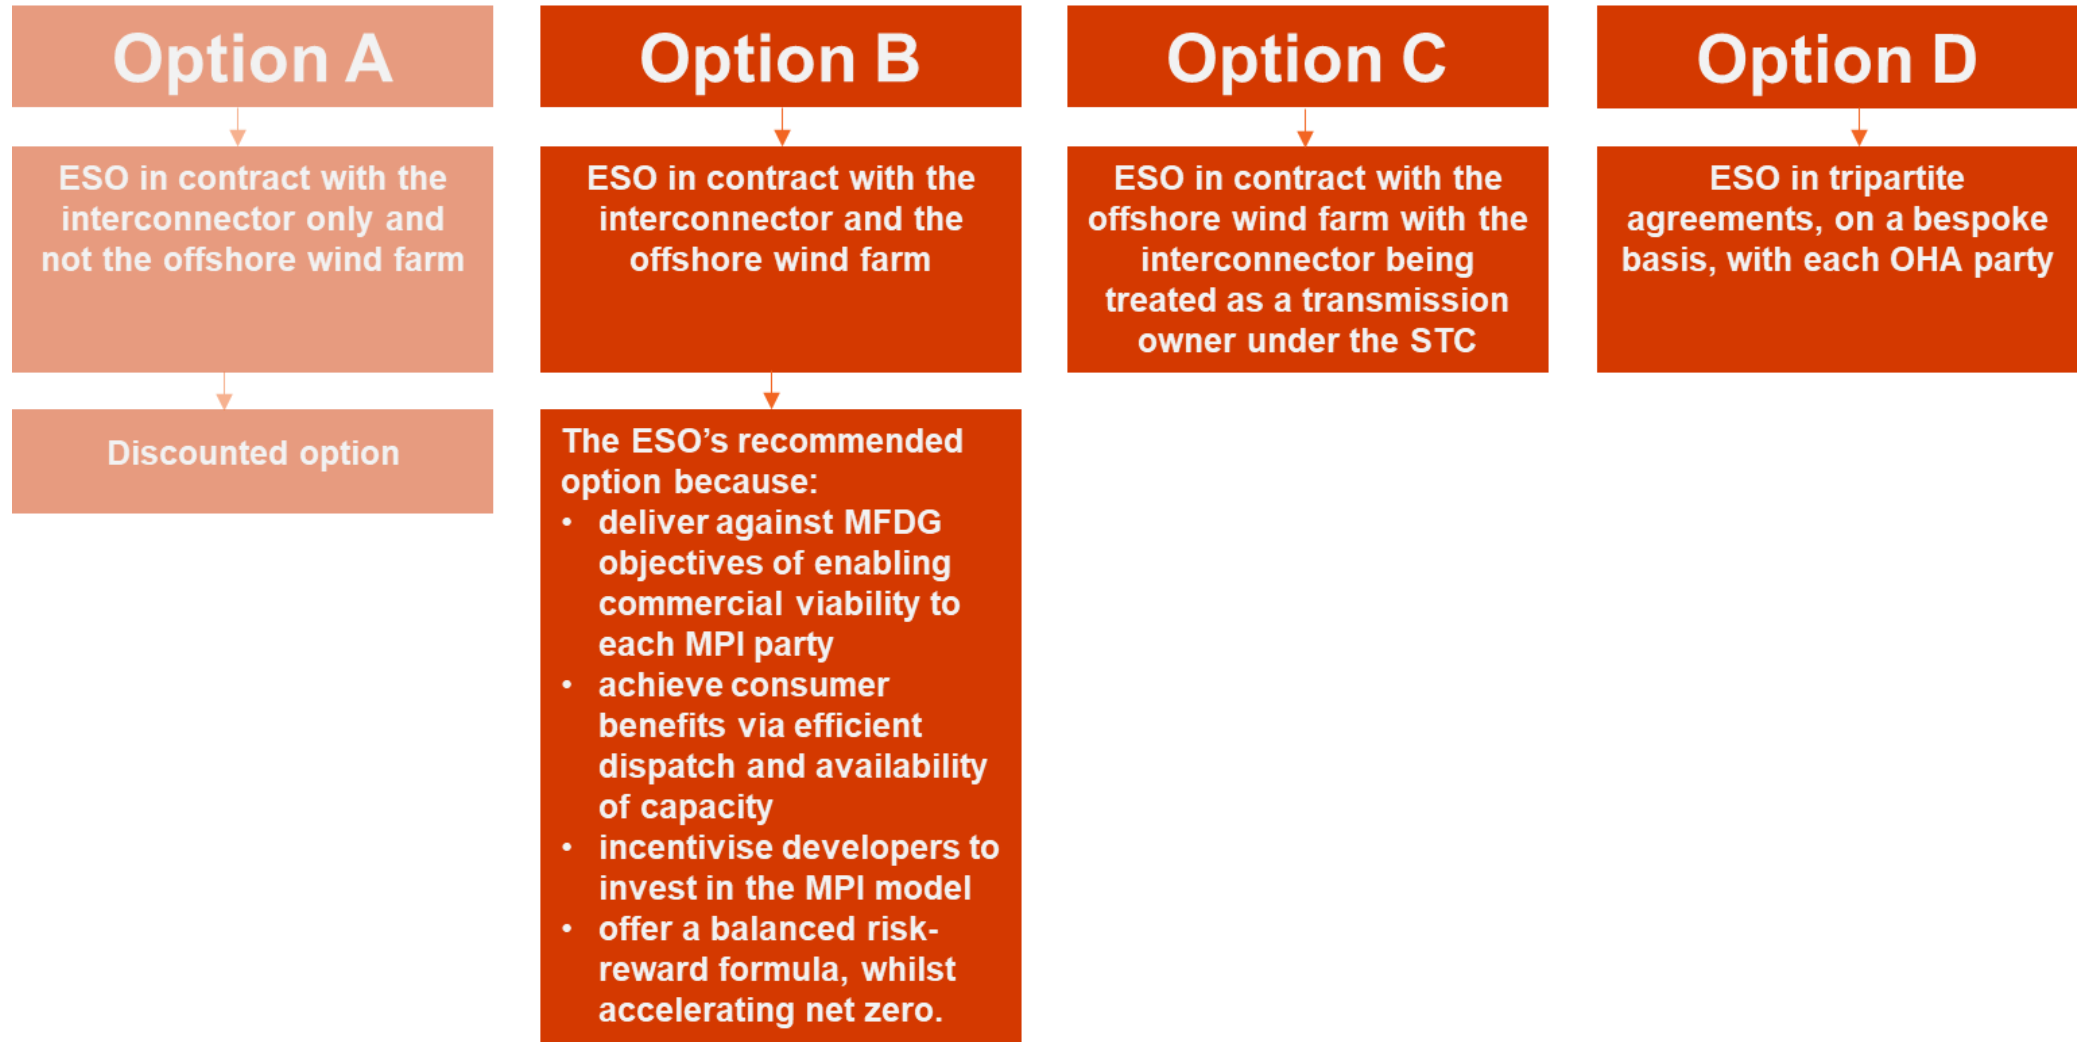 Option A
ESO in contract with the
interconnector only and
not the offshore wind farm
Discounted option
Option B
ESO in contract with the
interconnector and the
offshore wind farm
The ESO’s recommended
option because:
• deliver against MFDG
objectives of enabling
commercial viability to
each MPI party
• achieve consumer
benefits via efficient
dispatch and availability
of capacity
• incentivise developers to
invest in the MPI model
• offer a balanced risk-
reward formula, whilst
accelerating net zero.
Option C
ESO in contract with the
offshore wind farm with the
interconnector being
treated as a transmission
owner under the STC
Option D
ESO in tripartite
agreements, on a bespoke
basis, with each OHA party